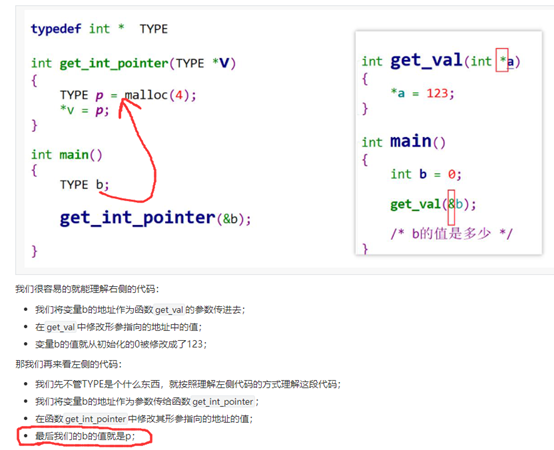 typedef int *  TYPE
int get_int_pointer(TYPE *V)
{
TYPE p = malloc(4);
*v = p;
}
int main()
{
TYPE b;
get_int_pointer(&b);
}
int get_val(int *a)
{
*a = 123;
}
int main()
{
int b = 0;
get_val(&b);
/* b的值是多少 */
}
我们很容易的就能理解右侧的代码：
• 我们将变量b的地址作为函数 get_val 的参数传进去；
• 在 get_val 中修改形参指向的地址中的值；
• 变量b的值就从初始化的0被修改成了123；
那我们再来看左侧的代码：
• 我们先不管TYPE是个什么东西，就按照理解左侧代码的方式理解这段代码；
• 我们将变量b的地址作为参数传给函数 get_int_pointer；
• 在函数 get_int_pointer 中修改其形参指向的地址的值；
• 最后我们的b的值就是p；